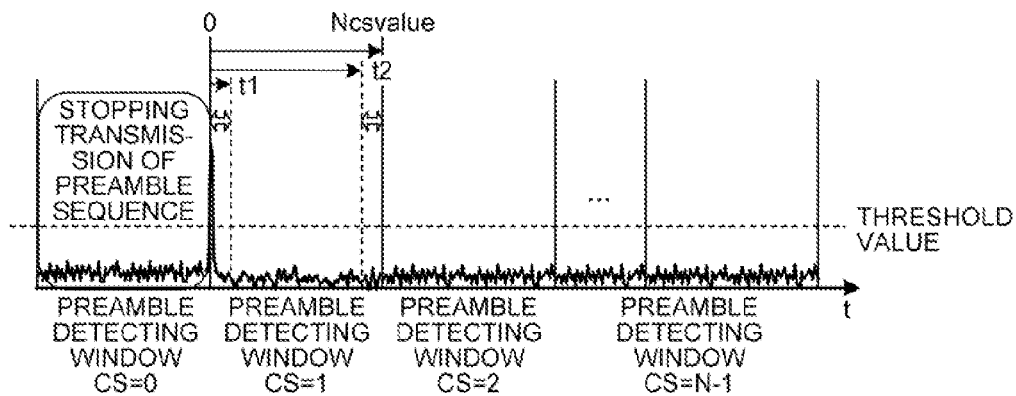 0
Ncsvalue
t2
t1
STOPPING
TRANSMIS-
SION OF
PREAMBLE
SEQUENCE
...
THRESHOLD
VALUE
t
PREAMBLE
DETECTING
WINDOW
CS=0
PREAMBLE
DETECTING
WINDOW
CS=1
PREAMBLE
DETECTING
WINDOW
CS=2
PREAMBLE
DETECTING
WINDOW
CS=N-1